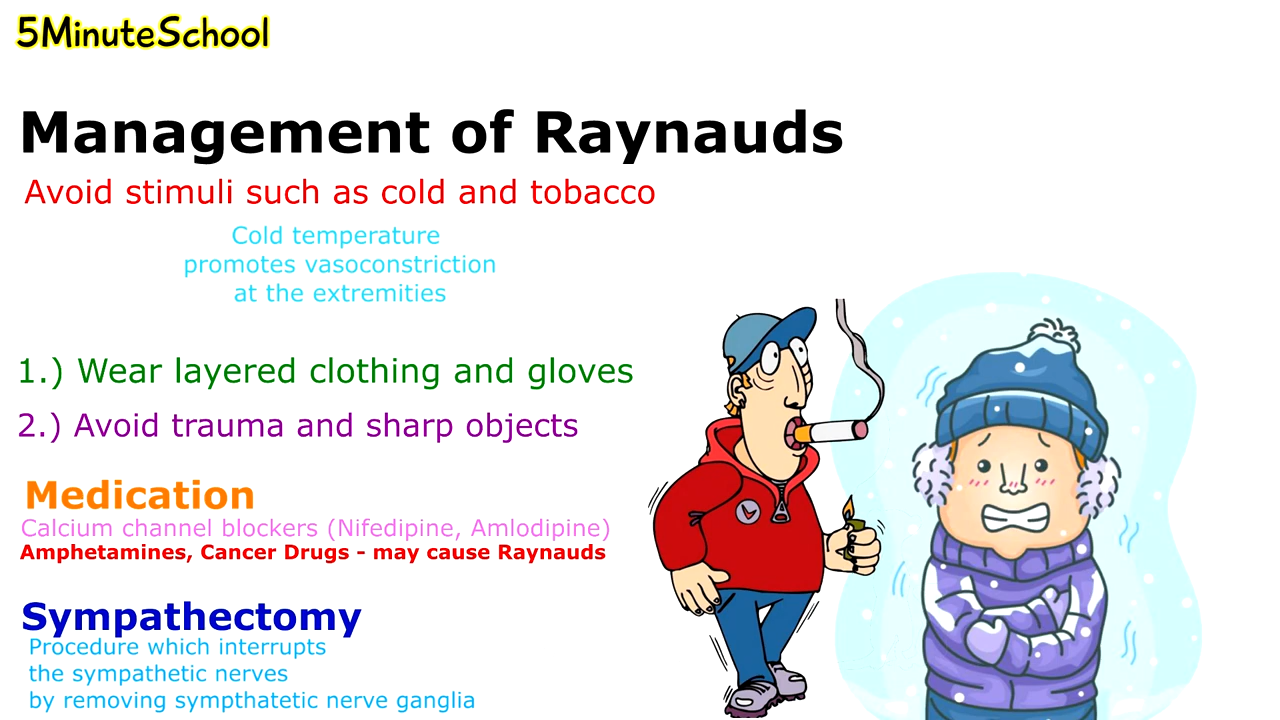 5MinuteSchool
Management of Raynauds
Avoid stimuli such as cold and tobacco
Cold temperature
promotes vasoconstriction
at the extremities
1.) Wear layered clothing and gloves
2.) Avoid trauma and sharp objects
Medication
Calcium channel blockers (Nifedipine, Amlodipine)
Amphetamines, Cancer Drugs - may cause Raynauds
Sympathectomy
Procedure which interrupts
the sympathetic nerves
by removing sympthatetic nerve ganglia